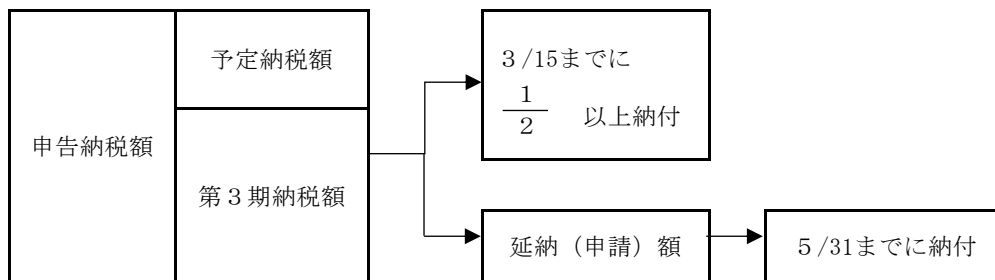 申告納税額
予定納税額
第3期納税額
3/15までに
1
2
以上納付
延納（申請）額
5/31までに納付